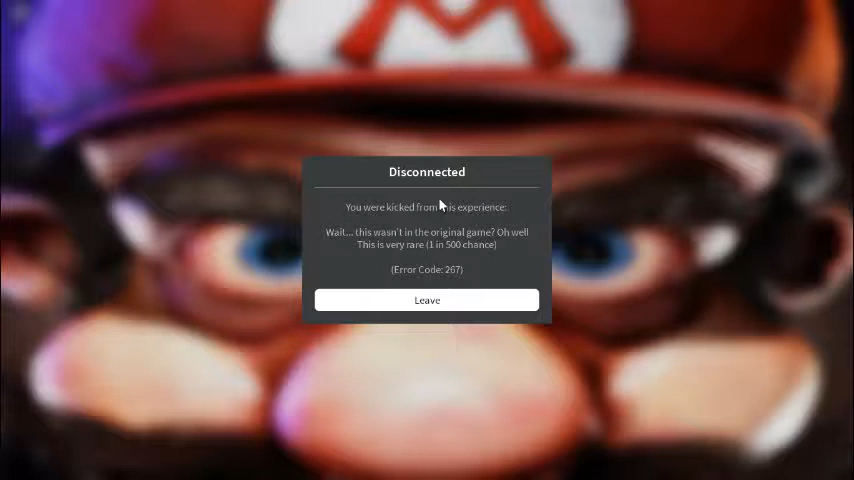 M
Disconnected
You were kicked from this experience:
Wait... this wasn't in the original game? Oh well
This is very rare (1 in 500 chance)
(Error Code: 267)
Leave